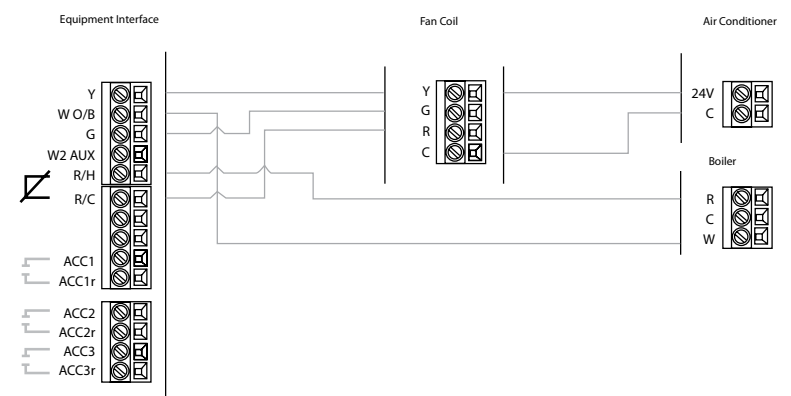 Equipment Interface
Y
W O/B
G
W2 AUX
R/H
R/C
ACC1
ACC1r
ACC2
ACC2r
ACC3
ACC3r
Fan Coil
Y
G
R
C
Air Conditioner
24V
C
Boiler
R
C
W